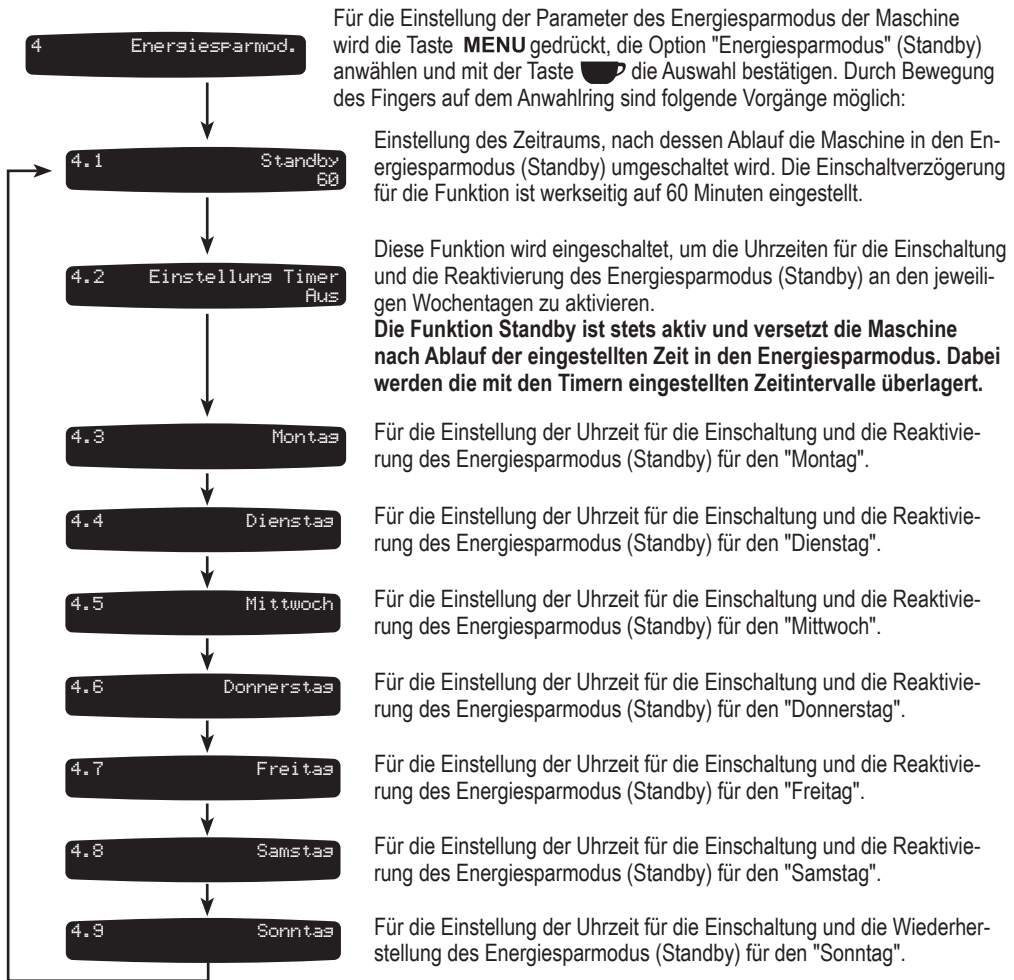 Für die Einstellung der Parameter des Energiesparmodus der Maschine
wird die Taste MENU gedrückt, die Option "Energiesparmodus" (Standby)
anwählen und mit der Taste die Auswahl bestätigen. Durch Bewegung
des Fingers auf dem Anwahlring sind folgende Vorgänge möglich:
4 Energiesparmod.
4.1 Standby
60
Einstellung des Zeitraums, nach dessen Ablauf die Maschine in den En-
ergiesparmodus (Standby) umgeschaltet wird. Die Einschaltverzögerung
für die Funktion ist werkseitig auf 60 Minuten eingestellt.
4.2 Einstellung Timer
Aus
Diese Funktion wird eingeschaltet, um die Uhrzeiten für die Einschaltung
und die Reaktivierung des Energiesparmodus (Standby) an den jeweili-
gen Wochentagen zu aktivieren.
Die Funktion Standby ist stets aktiv und versetzt die Maschine
nach Ablauf der eingestellten Zeit in den Energiesparmodus. Dabei
werden die mit den Timern eingestellten Zeitintervalle überlagert.
4.3 Montag
Für die Einstellung der Uhrzeit für die Einschaltung und die Reaktivie-
rung des Energiesparmodus (Standby) für den "Montag".
4.4 Dienstag
Für die Einstellung der Uhrzeit für die Einschaltung und die Reaktivie-
rung des Energiesparmodus (Standby) für den "Dienstag".
4.5 Mittwoch
Für die Einstellung der Uhrzeit für die Einschaltung und die Reaktivie-
rung des Energiesparmodus (Standby) für den "Mittwoch".
4.6 Donnerstag
Für die Einstellung der Uhrzeit für die Einschaltung und die Reaktivie-
rung des Energiesparmodus (Standby) für den "Donnerstag".
4.7 Freitag
Für die Einstellung der Uhrzeit für die Einschaltung und die Reaktivie-
rung des Energiesparmodus (Standby) für den "Freitag".
4.8 Samstag
Für die Einstellung der Uhrzeit für die Einschaltung und die Reaktivie-
rung des Energiesparmodus (Standby) für den "Samstag".
4.9 Sonntag
Für die Einstellung der Uhrzeit für die Einschaltung und die Wiederher-
stellung des Energiesparmodus (Standby) für den "Sonntag".